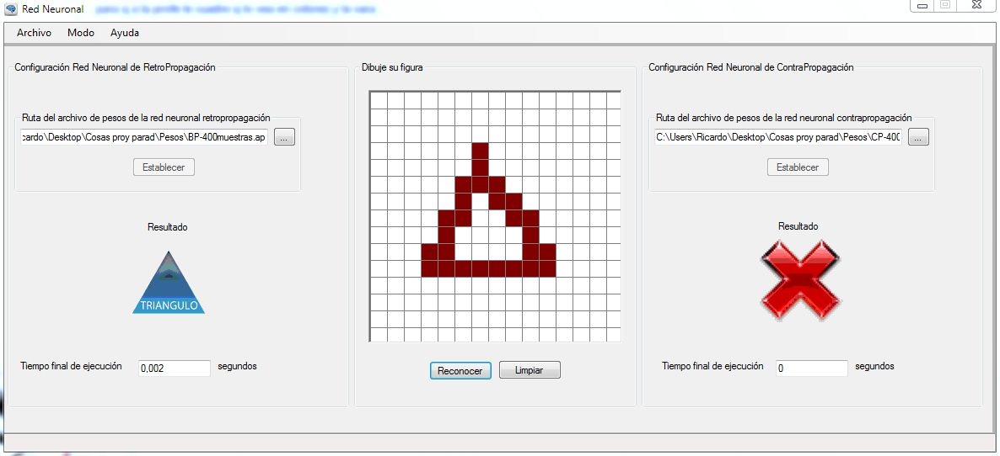 Red Neuronal
Archivo Modo Ayuda
Configuración Red Neuronal de RetroPropagación
Ruta del archivo de pesos de la red neuronal retropropagación
cardo\Desktop\Cosas proy parad\Pesos\BP-400muestras.ap ...
Establecer
Resultado
TRIANGULO
Tiempo final de ejecución 0,002 segundos
Dibuje su figura
Reconocer Limpiar
Configuración Red Neuronal de ContraPropagación
Ruta del archivo de pesos de la red neuronal contrapropagación
C:\Users\Ricardo\Desktop\Cosas proy parad\Pesos\CP-400 ...
Establecer
Resultado
Tiempo final de ejecución 0 segundos